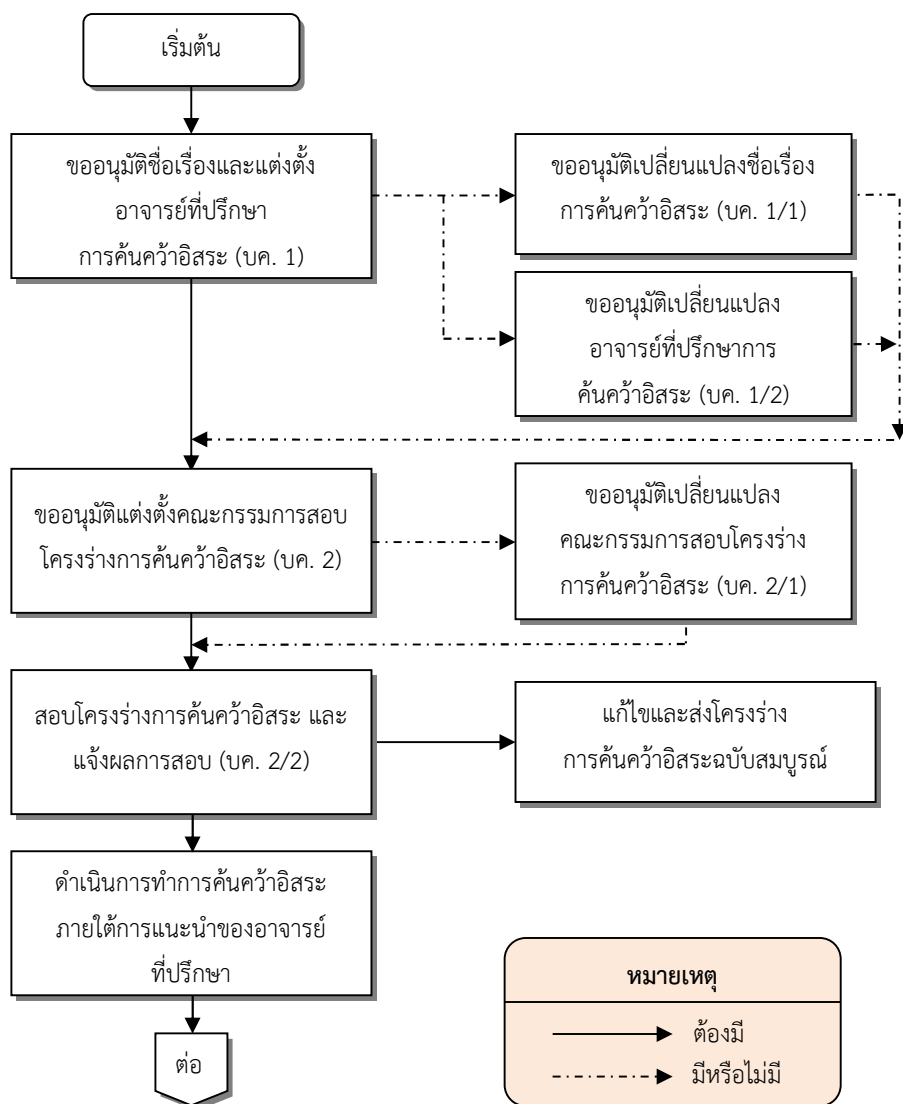 เริ่มต้น
ขออนุมัติชื่อเรื่องและแต่งตั้ง
อาจารย์ที่ปรึกษา
การค้นคว้าอิสระ (บค. 1)
ขออนุมัติเปลี่ยนแปลงชื่อเรื่อง
การค้นคว้าอิสระ (บค. 1/1)
ขออนุมัติเปลี่ยนแปลง
อาจารย์ที่ปรึกษาการ
ค้นคว้าอิสระ (บค. 1/2)
ขออนุมัติแต่งตั้งคณะกรรมการสอบ
โครงร่างการค้นคว้าอิสระ (บค. 2)
ขออนุมัติเปลี่ยนแปลง
คณะกรรมการสอบโครงร่าง
การค้นคว้าอิสระ (บค. 2/1)
สอบโครงร่างการค้นคว้าอิสระ และ
แจ้งผลการสอบ (บค. 2/2)
แก้ไขและส่งโครงร่าง
การค้นคว้าอิสระฉบับสมบูรณ์
ดำเนินการทำการค้นคว้าอิสระ
ภายใต้การแนะนำของอาจารย์
ที่ปรึกษา
ต่อ
หมายเหตุ
ต้องมี
มีหรือไม่มี